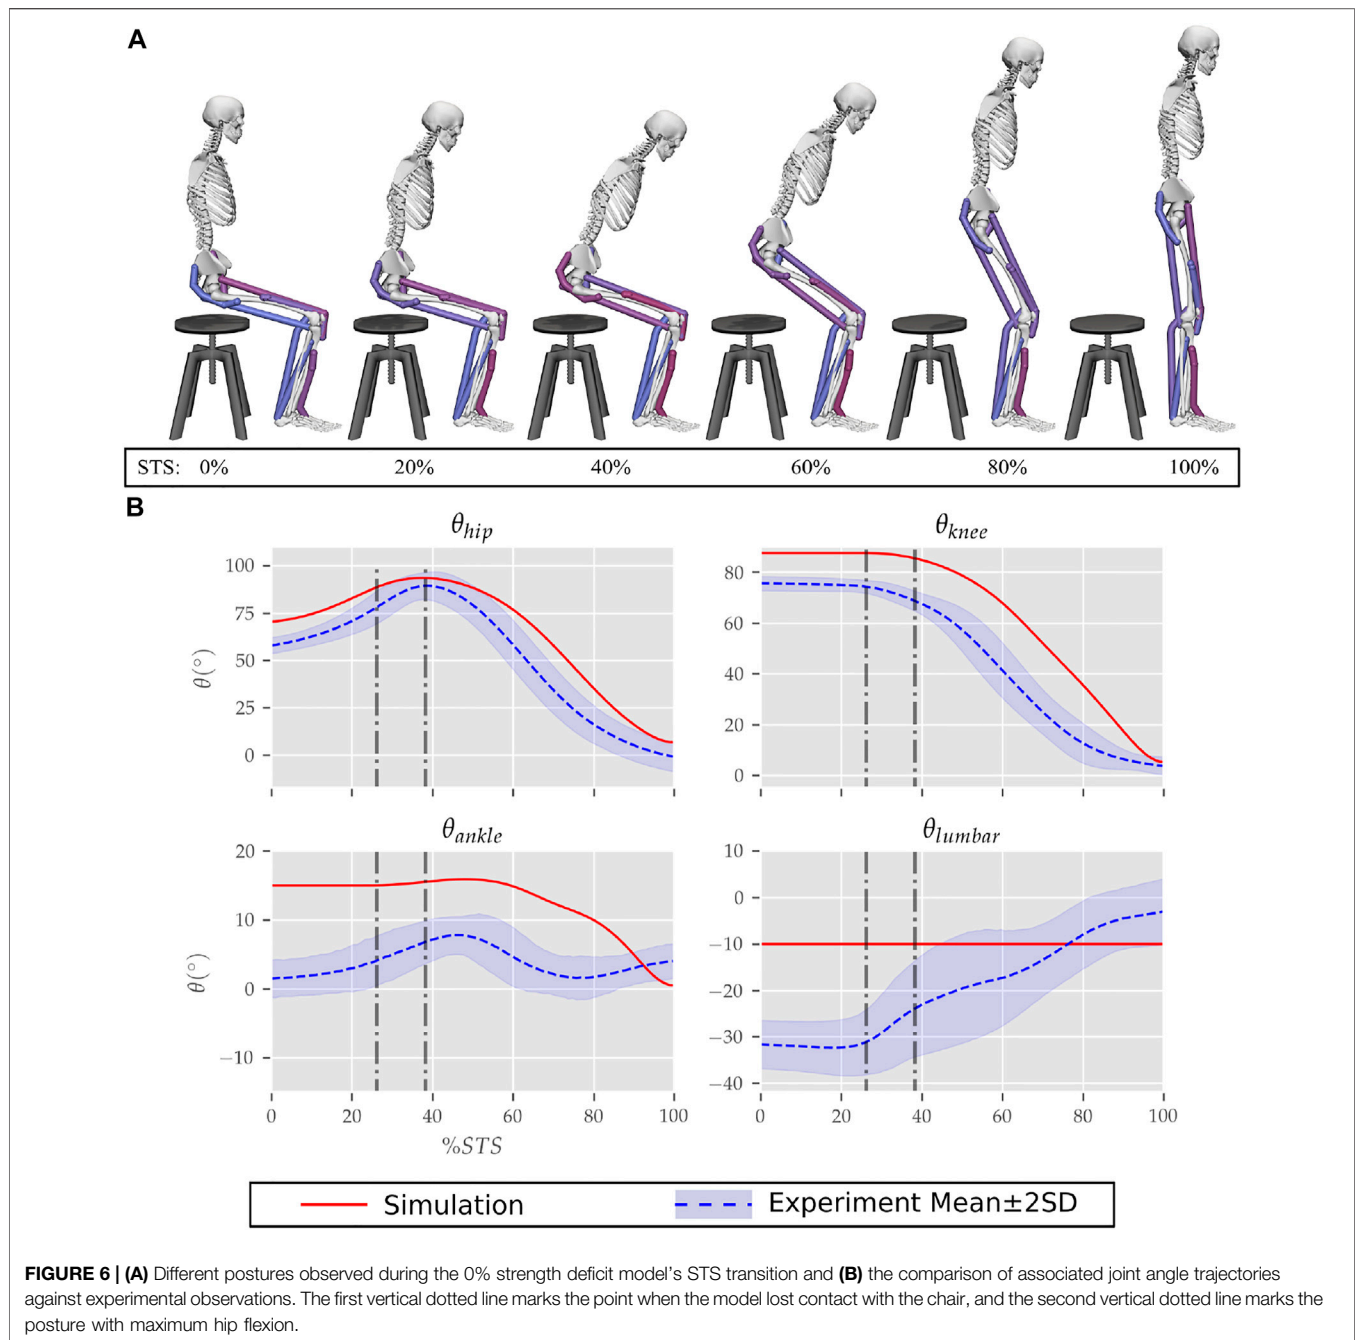 A
STS: 0% 20% 40% 60% 80% 100%
B
θhip
100
75
50
25
0
θ(°)
θknee
80
60
40
20
0
θankle
20
10
0
−10
θ(°)
0 20 40 60 80 100
%STS
θlumbar
10
0
−10
−20
−30
−40
0 20 40 60 80 100
Simulation
Experiment Mean±2SD
FIGURE 6 | (A) Different postures observed during the 0% strength deficit model’s STS transition and (B) the comparison of associated joint angle trajectories
against experimental observations. The first vertical dotted line marks the point when the model lost contact with the chair, and the second vertical dotted line marks the
posture with maximum hip flexion.